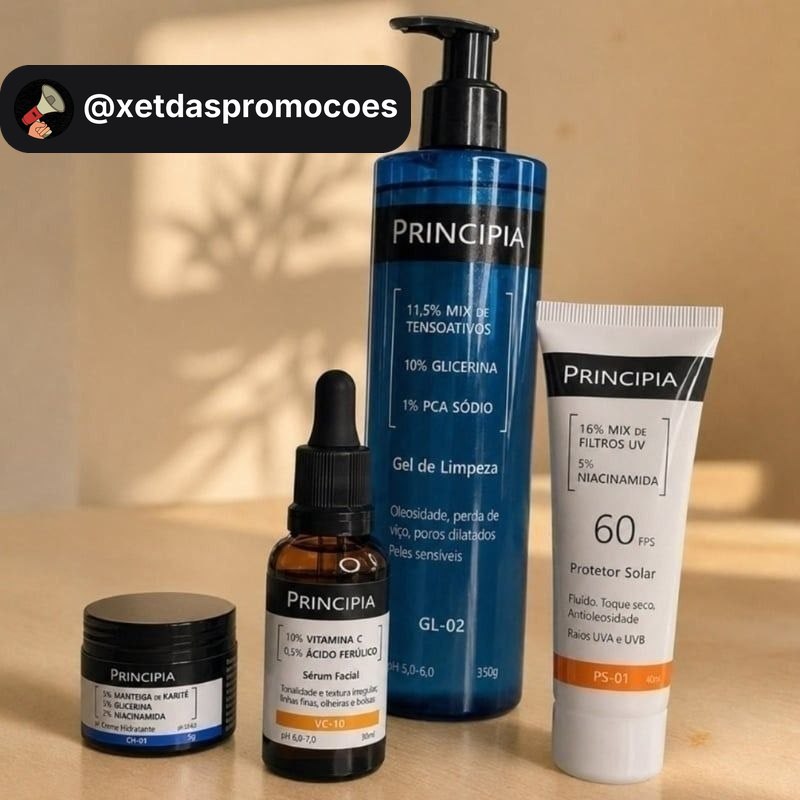 @xetdaspromocoes
PRINCIPIA
11,5% MIX DE
TENSOATIVOS
10% GLICERINA
1% PCA SÓDIO
Gel de Limpeza
Oleosidade, perda de
viço, poros dilatados
Peles sensíveis
GL-02
pH 5,0-6,0 350g
PRINCIPIA
16% MIX DE
FILTROS UV
5%
NIACINAMIDA
60 FPS
Protetor Solar
Fluído. Toque seco,
Antioleosidade
Raios UVA e UVB
PS-01 40ml
PRINCIPIA
10% VITAMINA C
0,5% ÁCIDO FERÚLICO
Sérum Facial
Tonalidade e textura irregular,
linhas finas, olheiras e bolsas
VC-10
pH 6,0-7,0 30ml
PRINCIPIA
5% MANTEIGA DE KARITÉ
5% GLICERINA
2% NIACINAMIDA
Creme Hidratante
CH-01 5g